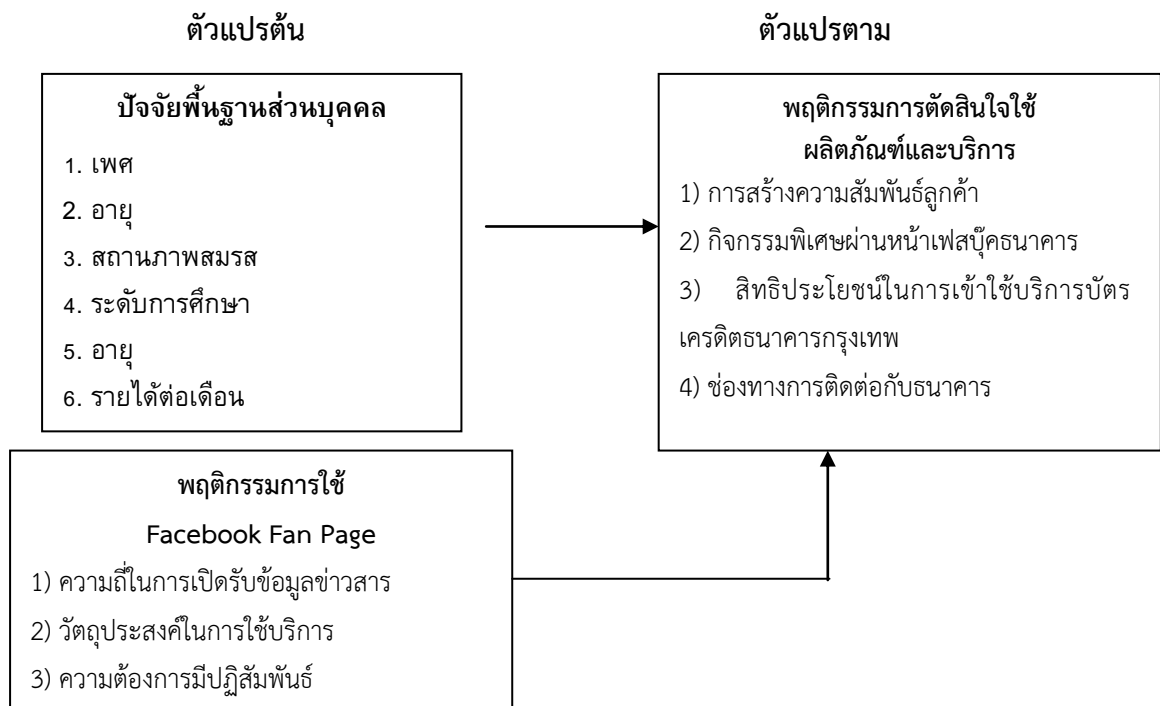 ตัวแปรต้น
ตัวแปรตาม
ปัจจัยพื้นฐานส่วนบุคคล
1. เพศ
2. อายุ
3. สถานภาพสมรส
4. ระดับการศึกษา
5. อายุ
6. รายได้ต่อเดือน
พฤติกรรมการตัดสินใจใช้
ผลิตภัณฑ์และบริการ
1) การสร้างความสัมพันธ์ลูกค้า
2) กิจกรรมพิเศษผ่านหน้าเฟสบุ๊คธนาคาร
3) สิทธิประโยชน์ในการเข้าใช้บริการบัตร
เครดิตธนาคารกรุงเทพ
4) ช่องทางการติดต่อกับธนาคาร
พฤติกรรมการใช้
Facebook Fan Page
1) ความถี่ในการเปิดรับข้อมูลข่าวสาร
2) วัตถุประสงค์ในการใช้บริการ
3) ความต้องการมีปฏิสัมพันธ์